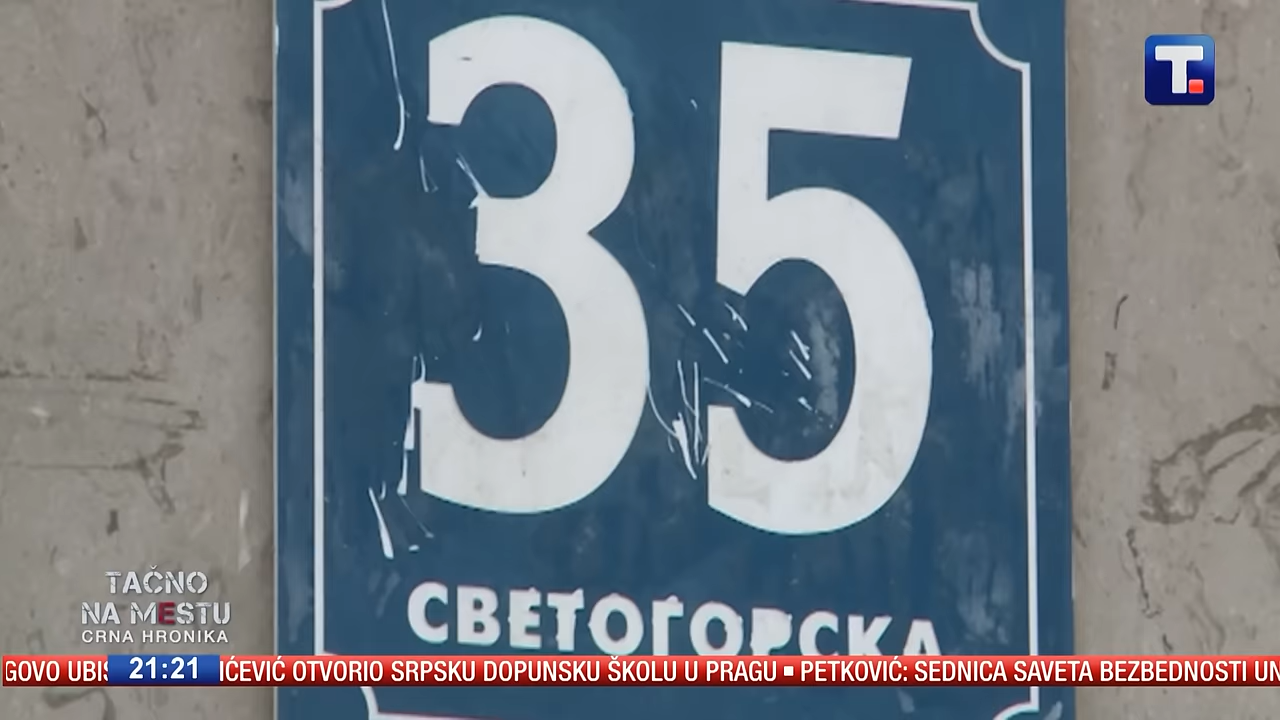 35
T.
СВЕТОГОРСКА
TAČNO
NA MESTU
CRNA HRONIKA
GOVO 21:21 IĆEVIĆ OTVORIO SRPSKU DOPUNSKU ŠKOLU U PRAGU ▪ PETKOVIĆ: SEDNICA SAVETA BEZBEDNOSTI UN